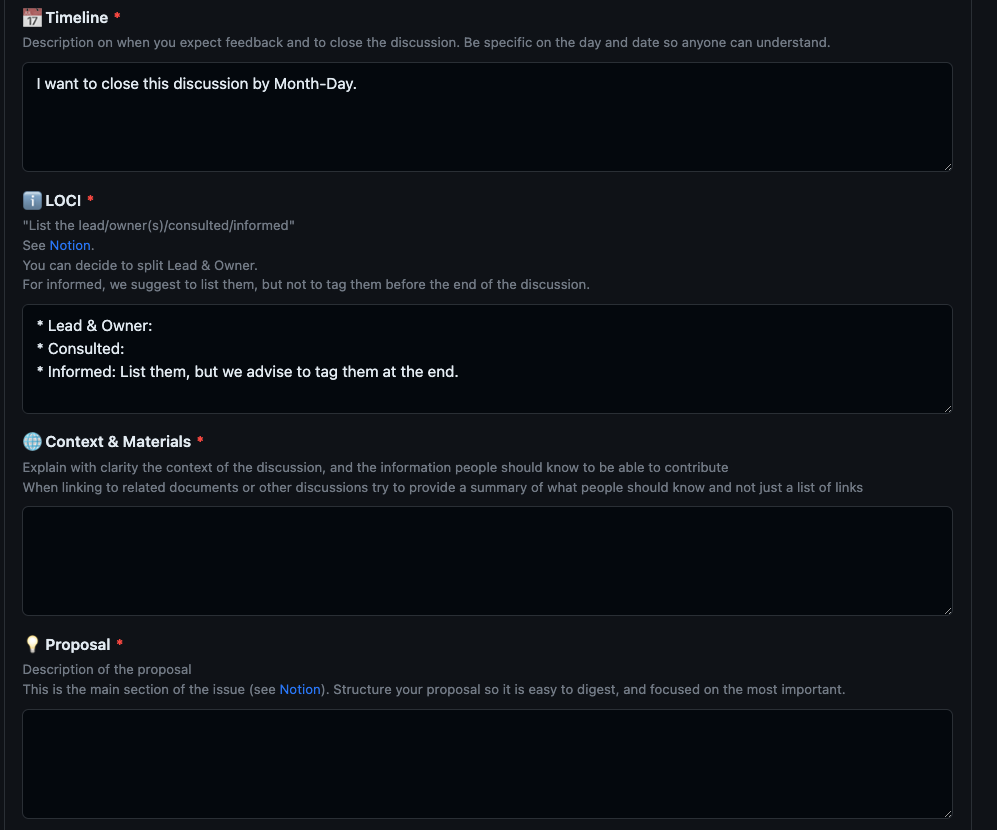 17 Timeline *
Description on when you expect feedback and to close the discussion. Be specific on the day and date so anyone can understand.
I want to close this discussion by Month-Day.
i LOCI *
"List the lead/owner(s)/consulted/informed"
See Notion.
You can decide to split Lead & Owner.
For informed, we suggest to list them, but not to tag them before the end of the discussion.
* Lead & Owner:
* Consulted:
* Informed: List them, but we advise to tag them at the end.
Context & Materials *
Explain with clarity the context of the discussion, and the information people should know to be able to contribute
When linking to related documents or other discussions try to provide a summary of what people should know and not just a list of links
Proposal *
Description of the proposal
This is the main section of the issue (see Notion). Structure your proposal so it is easy to digest, and focused on the most important.